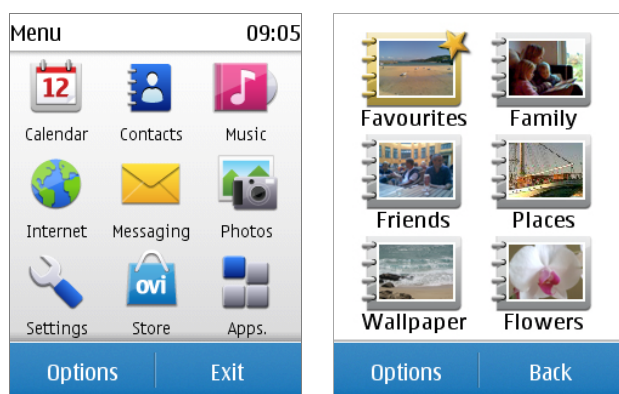 Menu 09:05
12
Calendar Contacts Music
Internet Messaging Photos
ovi
Settings Store Apps.
Options Exit
Favourites Family
Friends Places
Wallpaper Flowers
Options Back